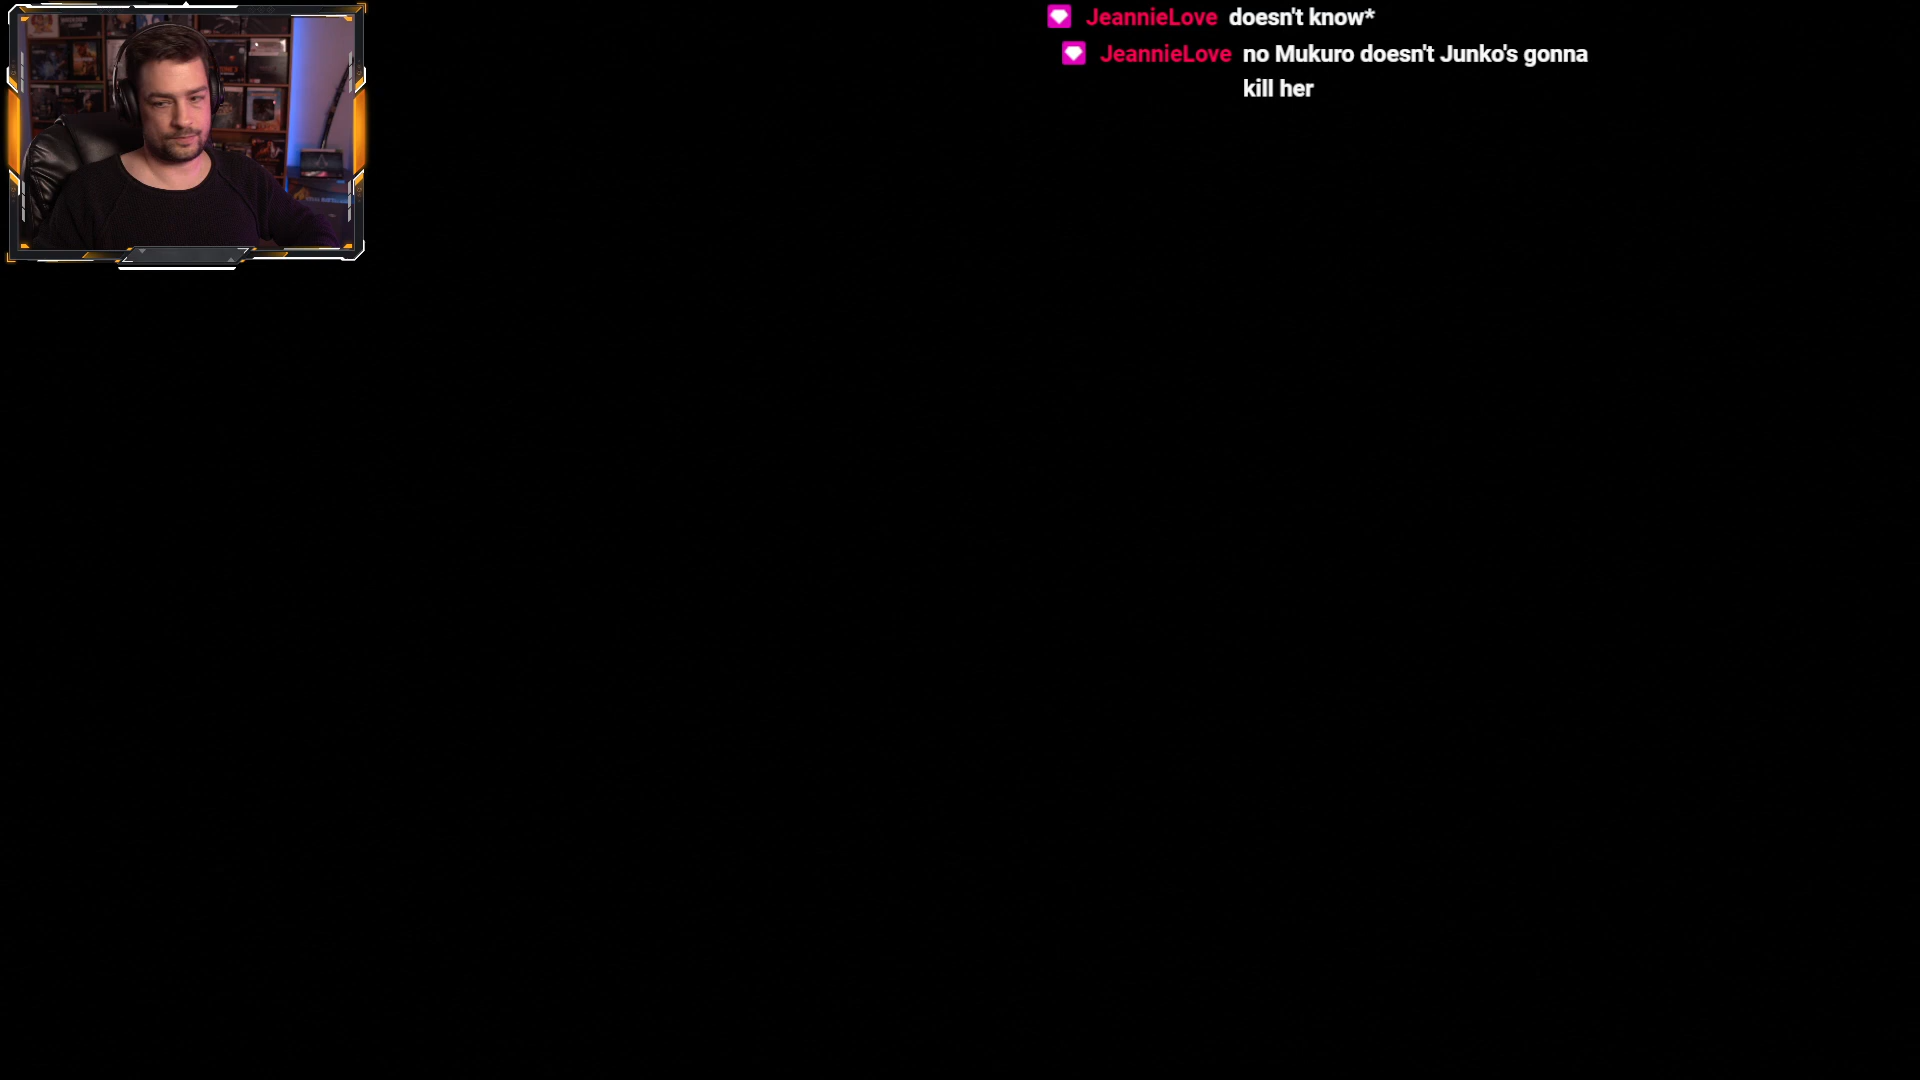 JeannieLove doesn't know*
JeannieLove no Mukuro doesn't Junko's gonna
kill her